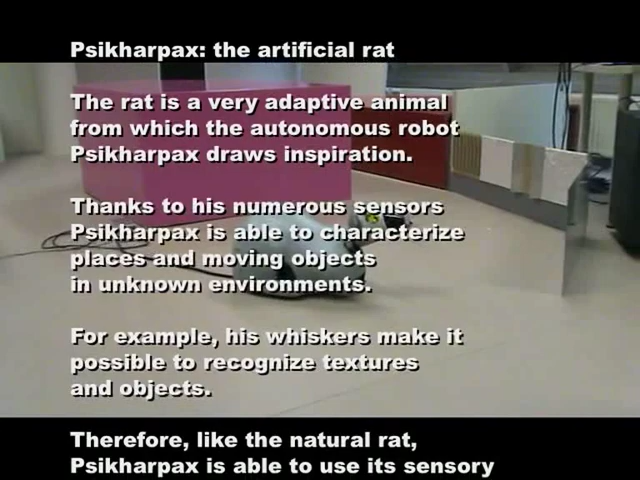 Psikharpax: the artificial rat
The rat is a very adaptive animal
from which the autonomous robot
Psikharpax draws inspiration.
Thanks to his numerous sensors
Psikharpax is able to characterize
places and moving objects
in unknown environments.
For example, his whiskers make it
possible to recognize textures
and objects.
Therefore, like the natural rat,
Psikharpax is able to use its sensory